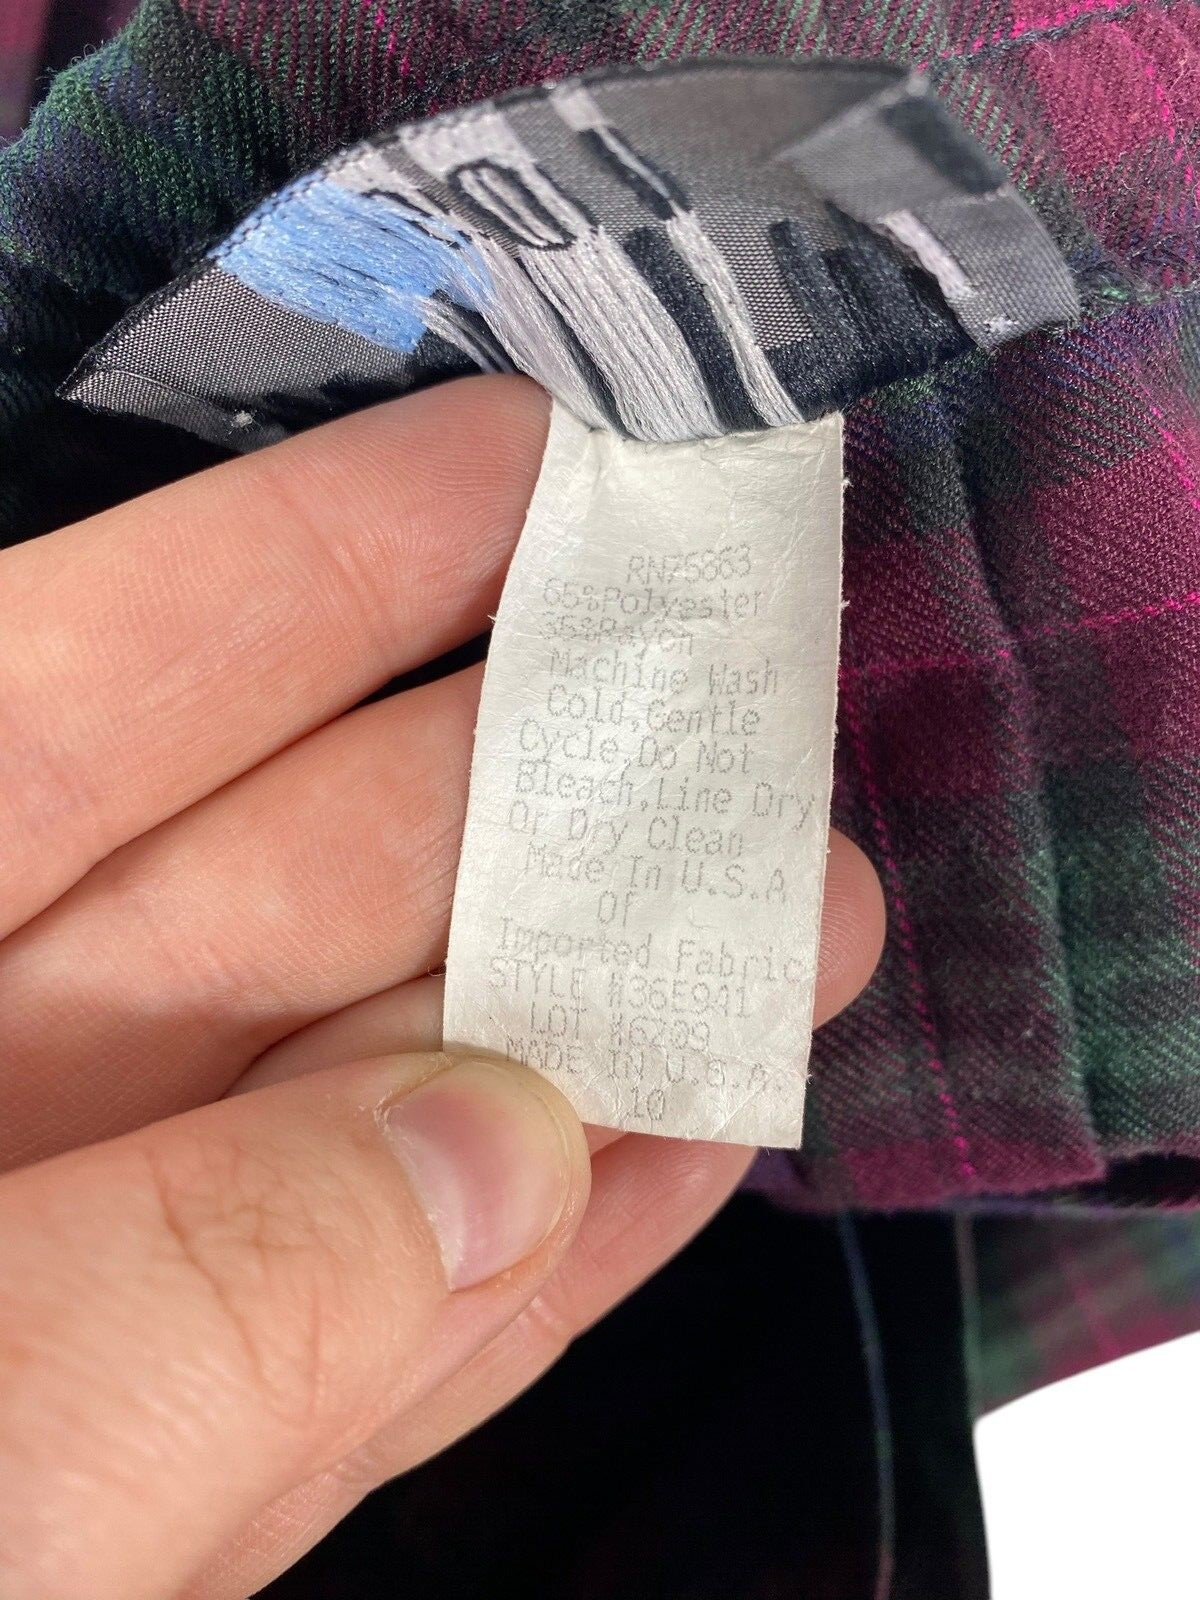 RN75863
65%Polyester
35%Rayon
Machine Wash
Cold,Gentle
Cycle,Do Not
Bleach,Line Dry
Or Dry Clean
Made In U.S.A
Of
Imported Fabric
STYLE #36E941
LOT #6209
MADE IN U.S.A.
10